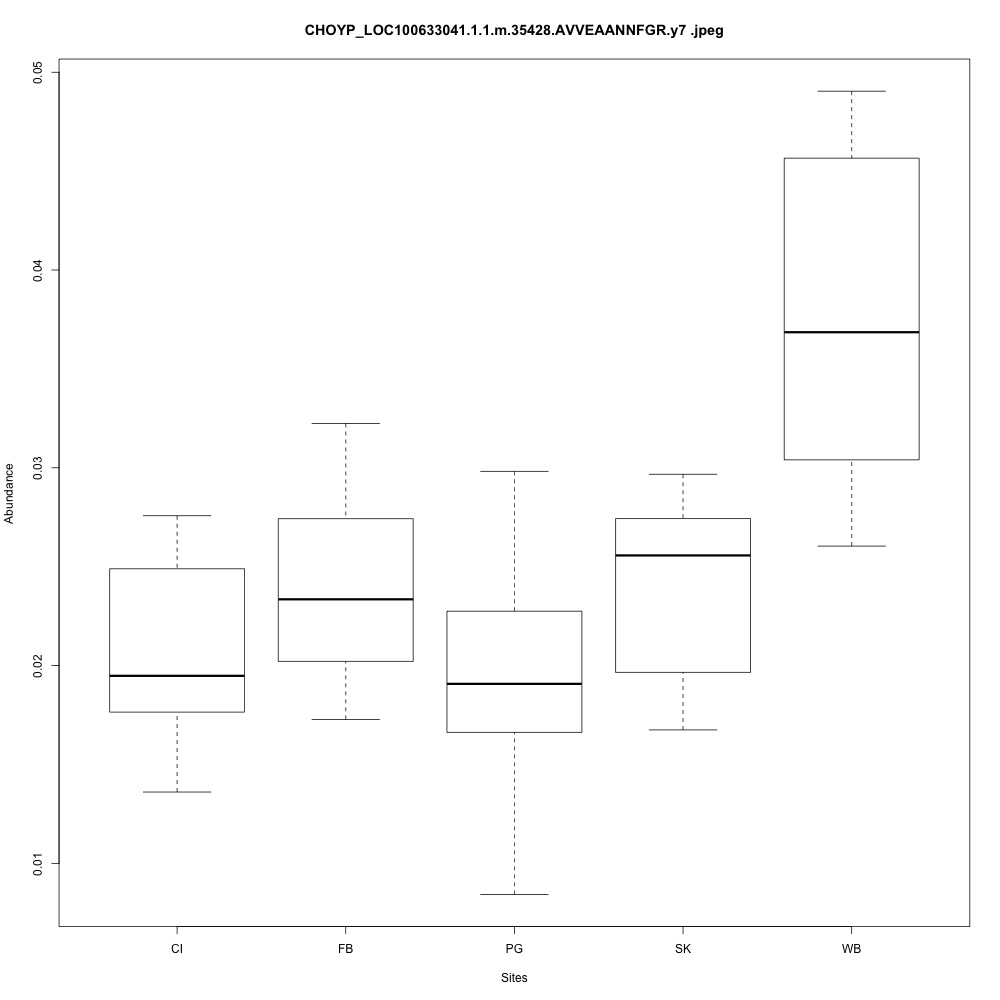 CHOYP_LOC100633041.1.1.m.35428.AVVEAANNFGR.y7 .jpeg
0.05
0.04
0.03
0.02
0.01
Abundance
CI FB PG SK WB
Sites